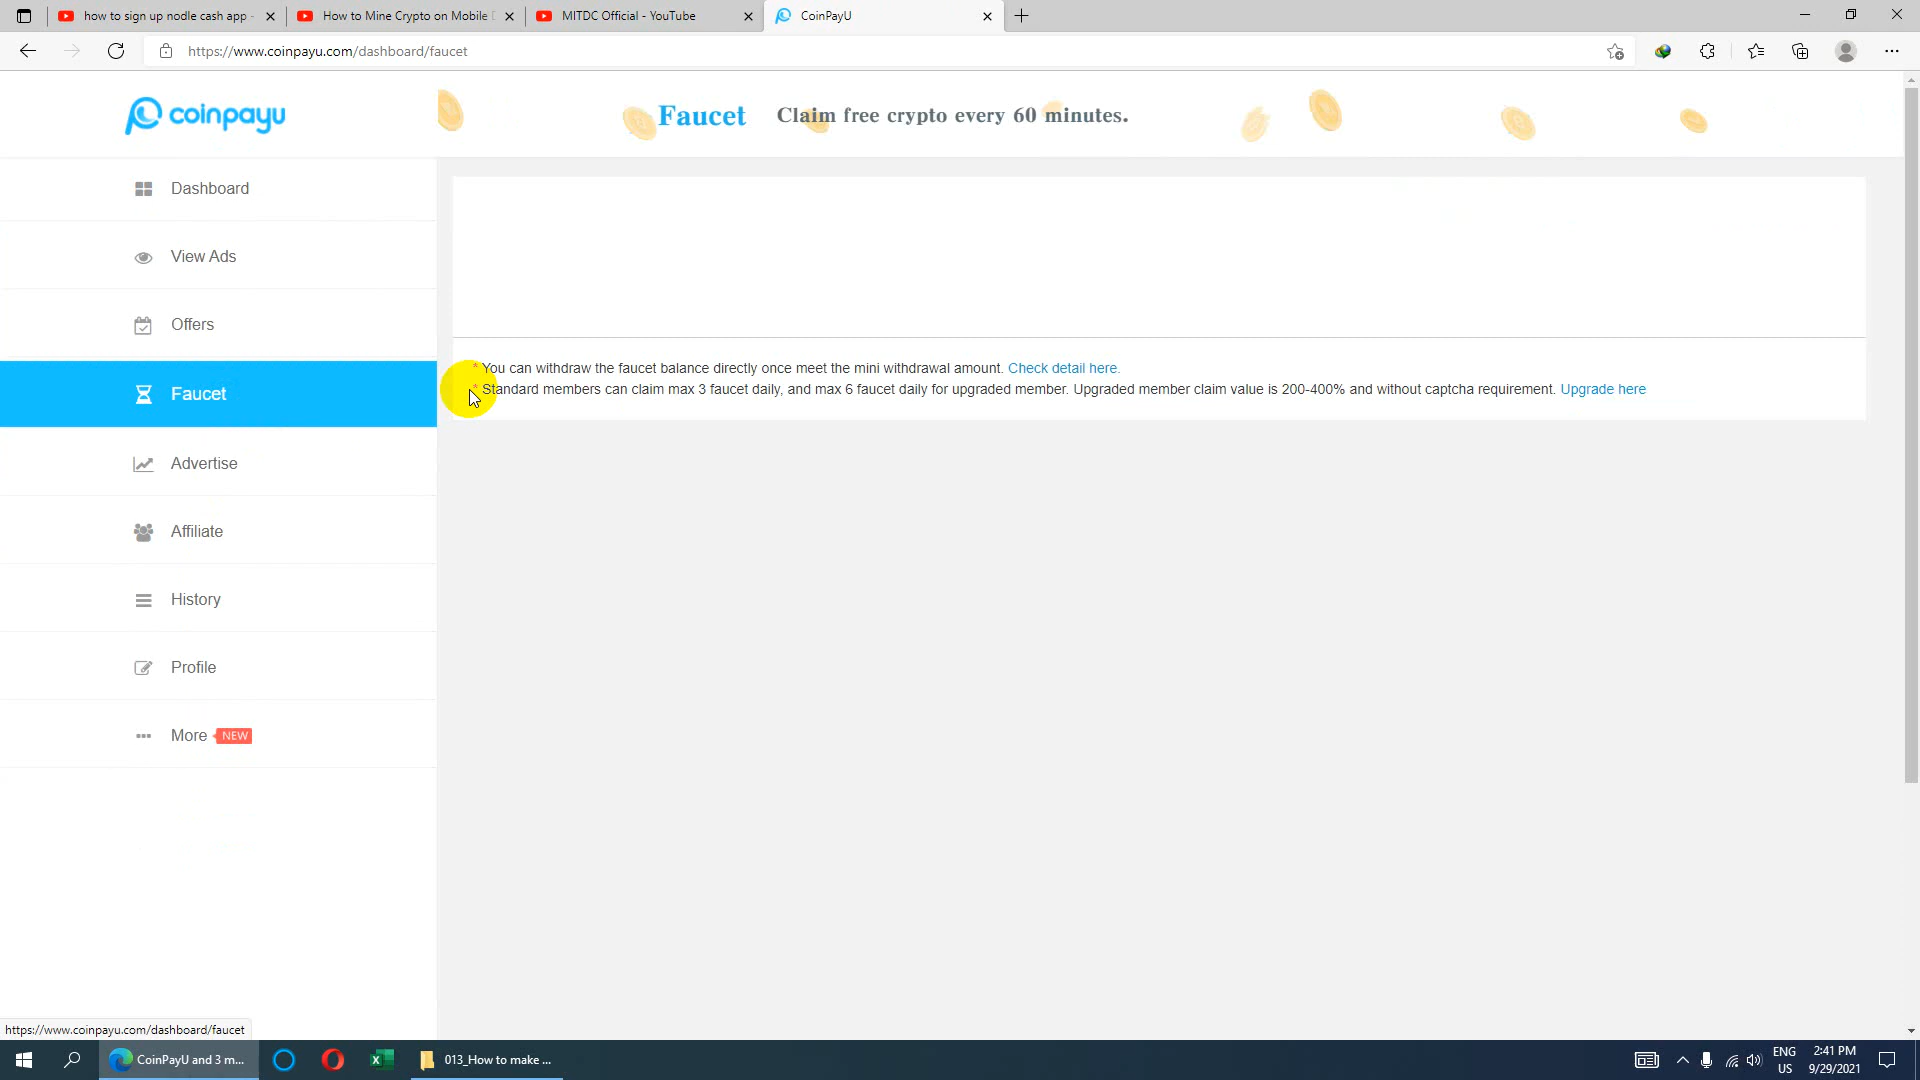 how to sign up nodle cash app -
How to Mine Crypto on Mobile D
MITDC Official - YouTube
CoinPayU
https://www.coinpayu.com/dashboard/faucet
coinpayu
Faucet Claim free crypto every 60 minutes.
Dashboard
View Ads
Offers
Faucet
Advertise
Affiliate
History
Profile
More NEW
* You can withdraw the faucet balance directly once meet the mini withdrawal amount. Check detail here.
* Standard members can claim max 3 faucet daily, and max 6 faucet daily for upgraded member. Upgraded member claim value is 200-400% and without captcha requirement. Upgrade here
https://www.coinpayu.com/dashboard/faucet
CoinPayU and 3 m...
013_How to make ...
ENG
US
2:41 PM
9/29/2021